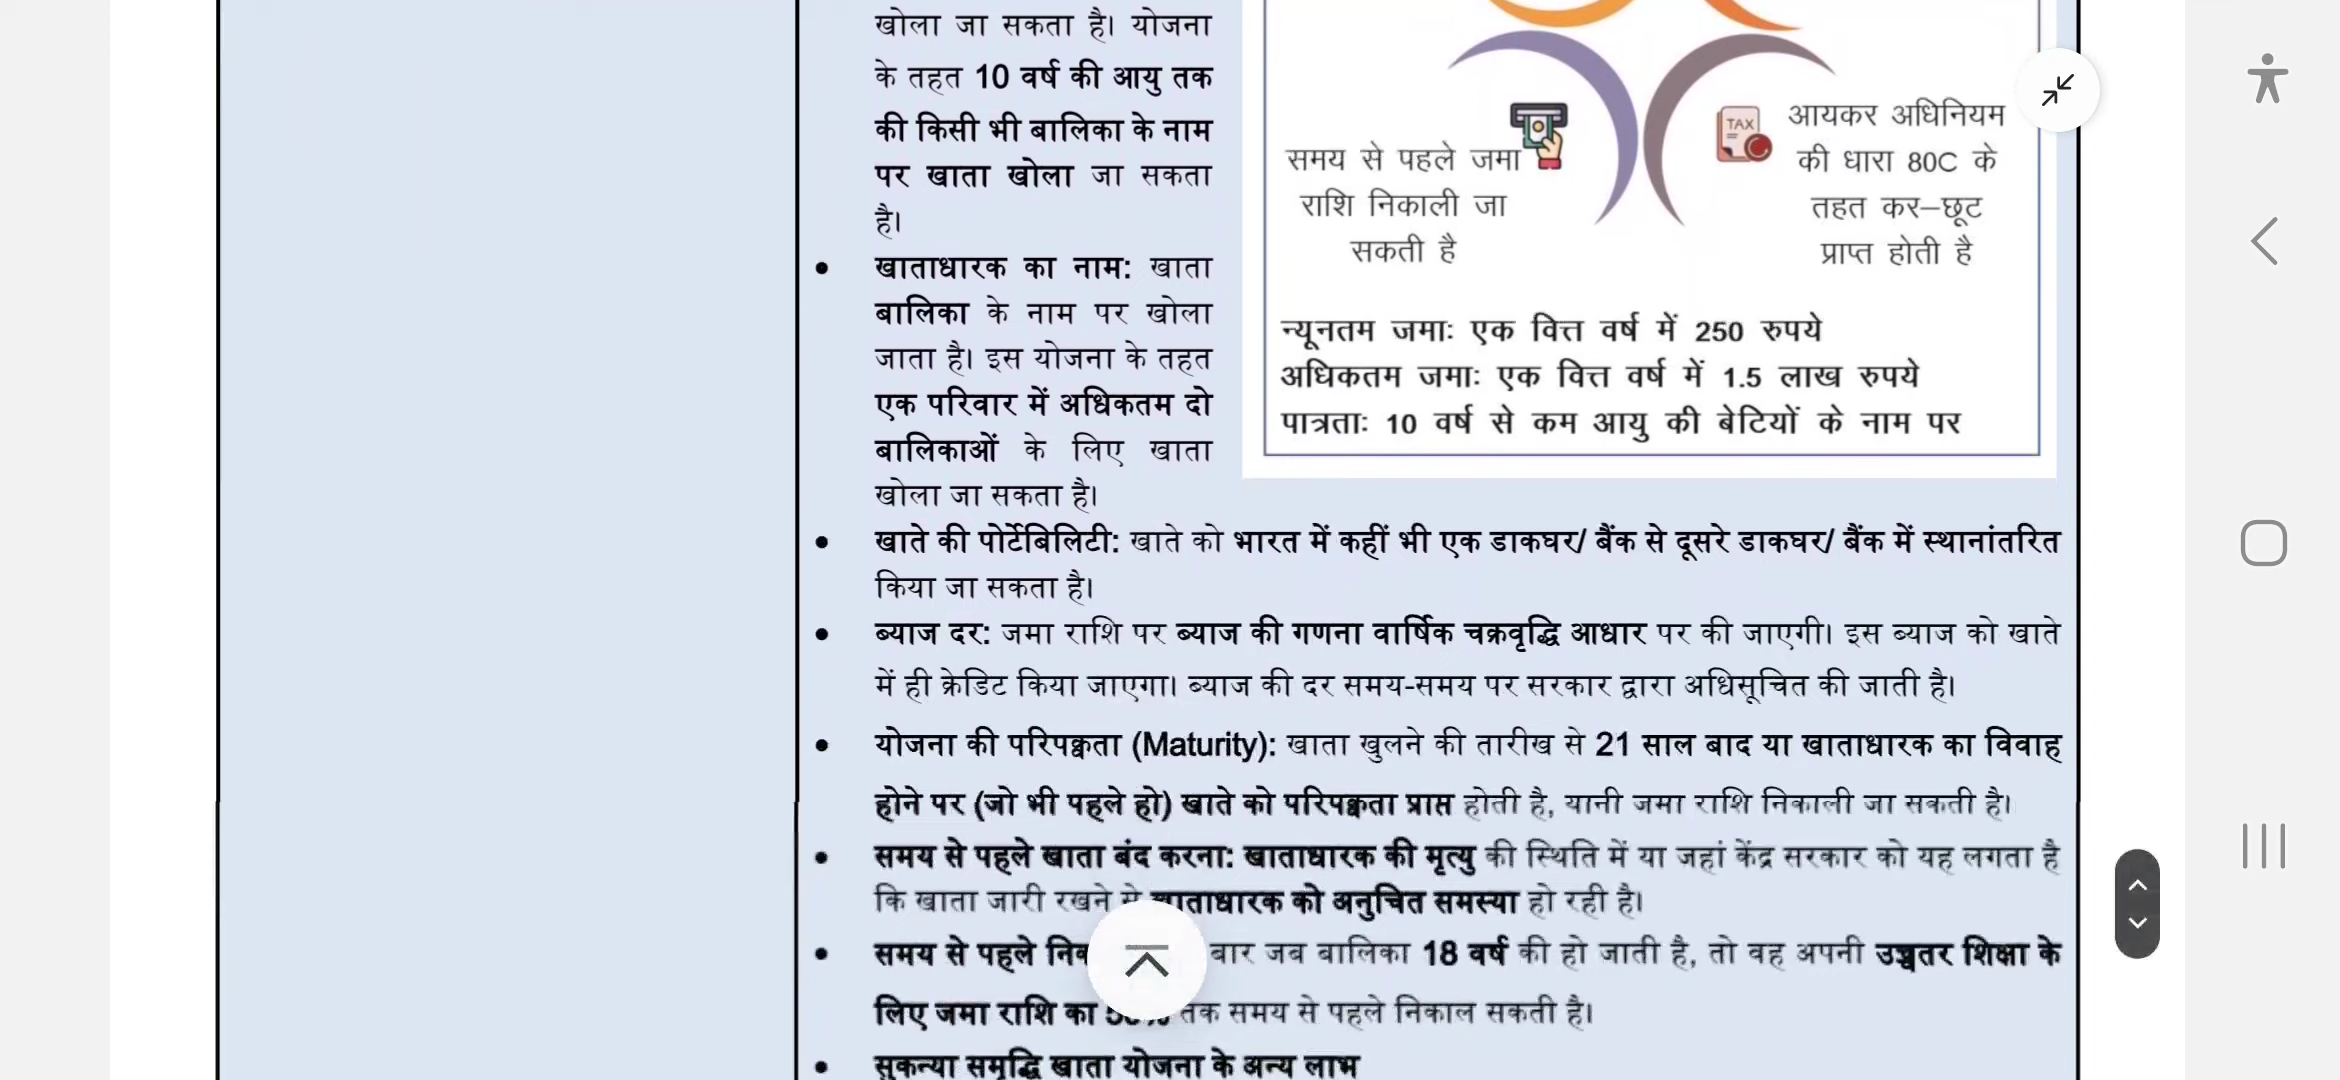 खोला जा सकता है। योजना
के तहत 10 वर्ष की आयु तक
की किसी भी बालिका के नाम
पर खाता खोला जा सकता
है।
• खाताधारक का नाम: खाता
बालिका के नाम पर खोला
जाता है। इस योजना के तहत
एक परिवार में अधिकतम दो
बालिकाओं के लिए खाता
खोला जा सकता है।
समय से पहले जमा
राशि निकाली जा
सकती है
TAX
आयकर अधिनियम
की धारा 80C के
तहत कर–छूट
प्राप्त होती है
न्यूनतम जमाः एक वित्त वर्ष में 250 रुपये
अधिकतम जमाः एक वित्त वर्ष में 1.5 लाख रुपये
पात्रताः 10 वर्ष से कम आयु की बेटियों के नाम पर
• खाते की पोर्टेबिलिटी: खाते को भारत में कहीं भी एक डाकघर/ बैंक से दूसरे डाकघर/ बैंक में स्थानांतरित
किया जा सकता है।
• ब्याज दर: जमा राशि पर ब्याज की गणना वार्षिक चक्रवृद्धि आधार पर की जाएगी। इस ब्याज को खाते
में ही क्रेडिट किया जाएगा। ब्याज की दर समय-समय पर सरकार द्वारा अधिसूचित की जाती है।
• योजना की परिपक्वता (Maturity): खाता खुलने की तारीख से 21 साल बाद या खाताधारक का विवाह
होने पर (जो भी पहले हो) खाते को परिपक्वता प्राप्त होती है, यानी जमा राशि निकाली जा सकती है।
• समय से पहले खाता बंद करना: खाताधारक की मृत्यु की स्थिति में या जहां केंद्र सरकार को यह लगता है
कि खाता जारी रखने से खाताधारक को अनुचित समस्या हो रही है।
• समय से पहले बार जब बालिका 18 वर्ष की हो जाती है, तो वह अपनी उच्चतर शिक्षा के
लिए जमा राशि का तक समय से पहले निकाल सकती है।
• सुकन्या समृद्धि खाता योजना के अन्य लाभ